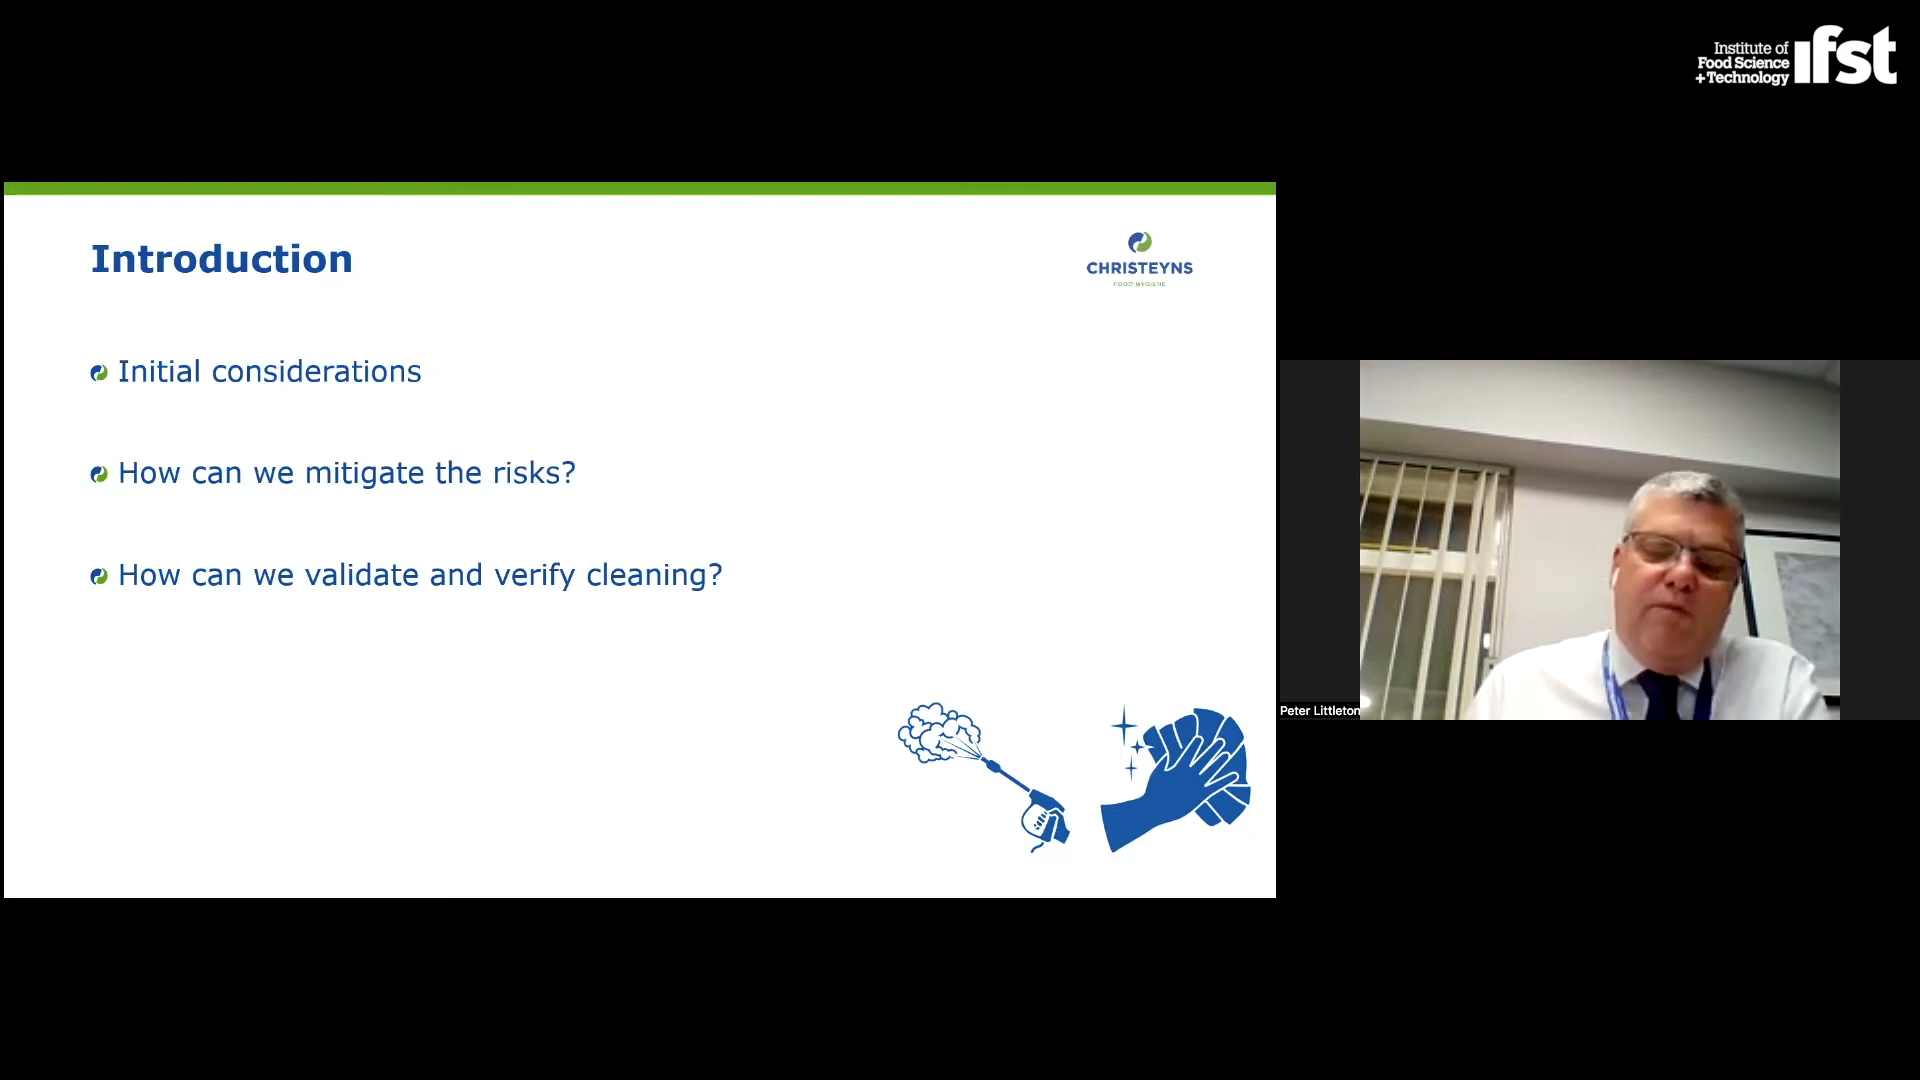 Institute of
Food Science
+Technology
ifst
Introduction
CHRISTEYNS
FOOD HYGIENE
Initial considerations
How can we mitigate the risks?
How can we validate and verify cleaning?
Peter Littleton